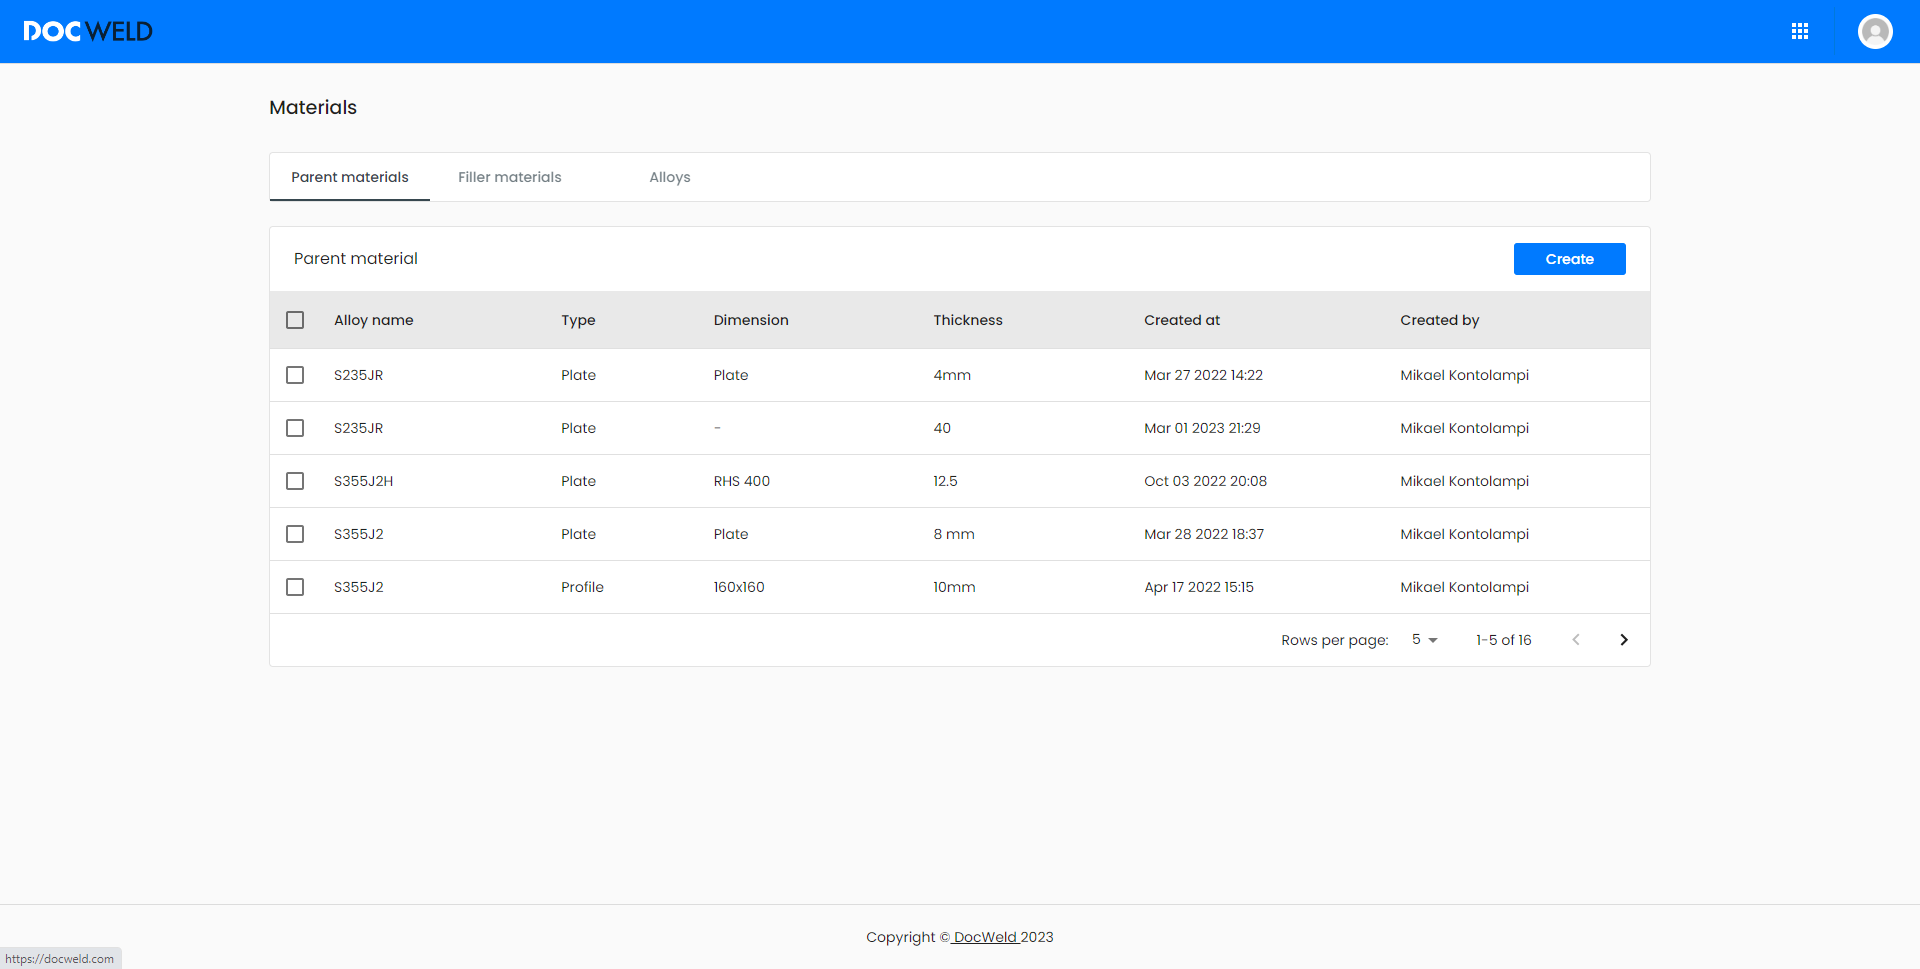 DOCWELD
Materials
Parent materials Filler materials Alloys
Parent material Create
Alloy name Type Dimension Thickness Created at Created by
S235JR Plate Plate 4mm Mar 27 2022 14:22 Mikael Kontolampi
S235JR Plate - 40 Mar 01 2023 21:29 Mikael Kontolampi
S355J2H Plate RHS 400 12.5 Oct 03 2022 20:08 Mikael Kontolampi
S355J2 Plate Plate 8 mm Mar 28 2022 18:37 Mikael Kontolampi
S355J2 Profile 160x160 10mm Apr 17 2022 15:15 Mikael Kontolampi
Rows per page: 5 1-5 of 16
Copyright © DocWeld 2023
https://docweld.com